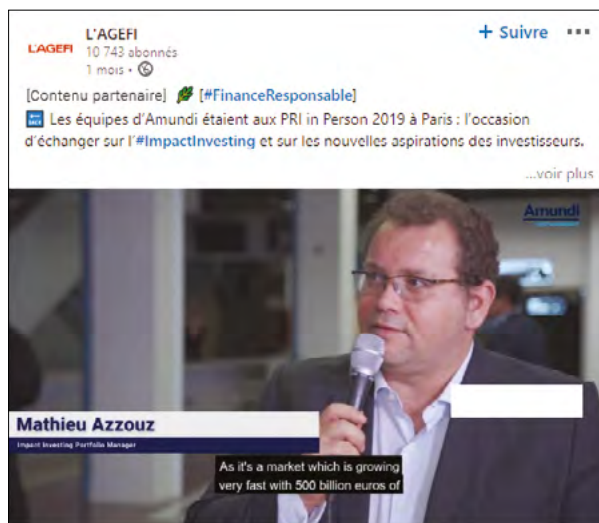 L'AGEFI
L'AGEFI
10 743 abonnés
1 mois •
+ Suivre
[Contenu partenaire] [#FinanceResponsable]
BACK Les équipes d'Amundi étaient aux PRI in Person 2019 à Paris : l'occasion
d'échanger sur l'#ImpactInvesting et sur les nouvelles aspirations des investisseurs.
...voir plus
Amundi
Mathieu Azzouz
Impact Investing Portfolio Manager
As it's a market which is growing
very fast with 500 billion euros of